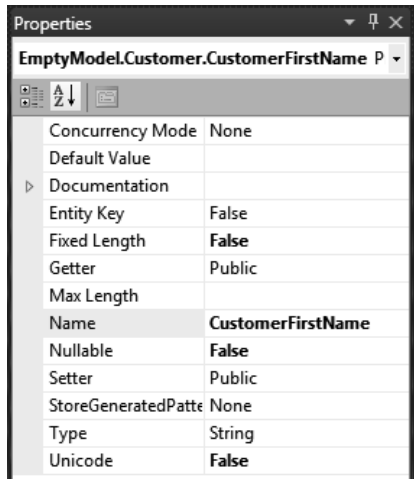 Properties
EmptyModel.Customer.CustomerFirstName P
A
Z
Concurrency Mode None
Default Value
Documentation
Entity Key False
Fixed Length False
Getter Public
Max Length
Name CustomerFirstName
Nullable False
Setter Public
StoreGeneratedPatte None
Type String
Unicode False